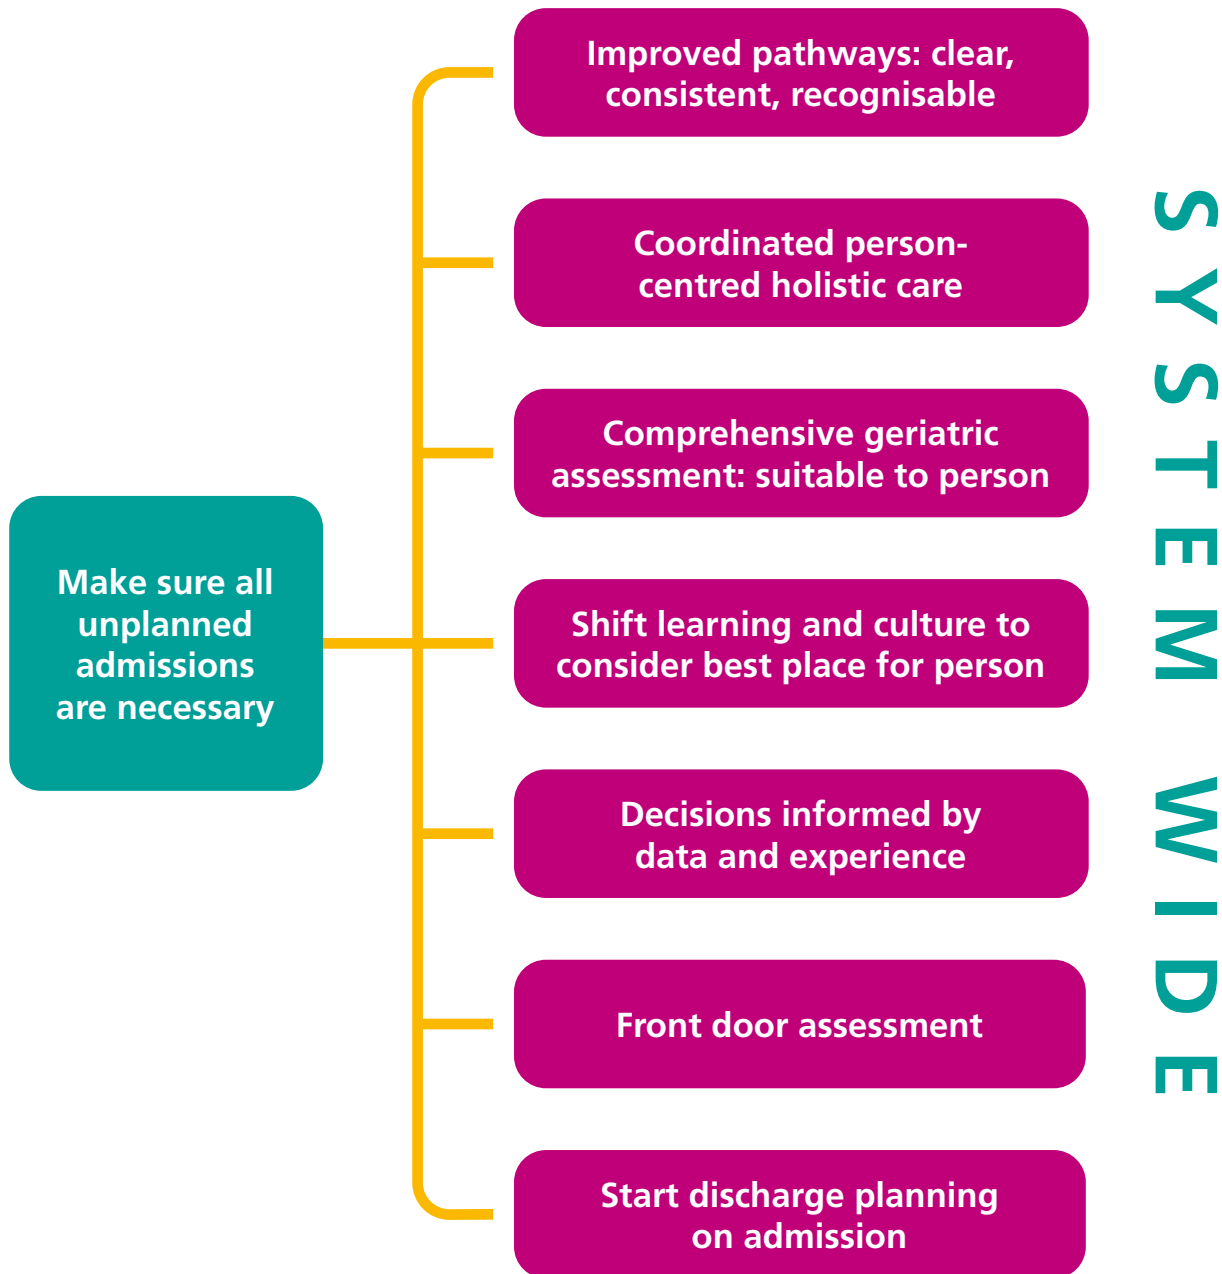 Improved pathways: clear,
consistent, recognisable
Coordinated person-
centred holistic care
Comprehensive geriatric
assessment: suitable to person
Make sure all
unplanned
admissions
are necessary
Shift learning and culture to
consider best place for person
Decisions informed by
data and experience
Front door assessment
Start discharge planning
on admission
SYSTEM WIDE